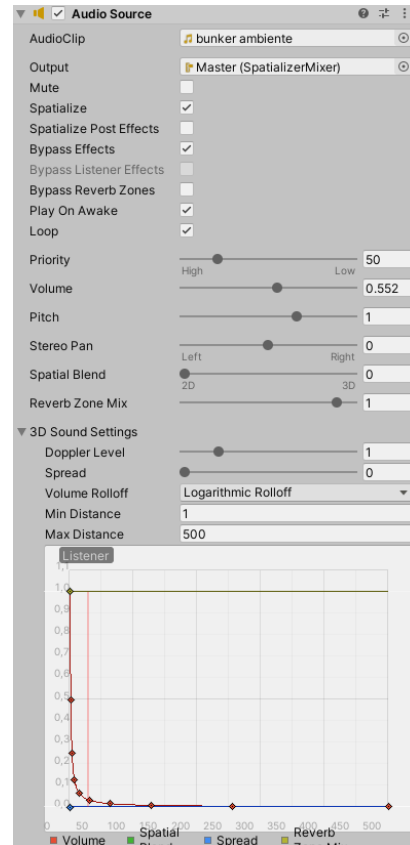 Audio Source
AudioClip bunker ambiente
Output Master (SpatializerMixer)
Mute
Spatialize
Spatialize Post Effects
Bypass Effects
Bypass Listener Effects
Bypass Reverb Zones
Play On Awake
Loop
Priority 50
High Low
Volume 0.552
Pitch 1
Stereo Pan 0
Left Right
Spatial Blend 0
2D 3D
Reverb Zone Mix 1
3D Sound Settings
Doppler Level 1
Spread 0
Volume Rolloff Logarithmic Rolloff
Min Distance 1
Max Distance 500
Listener
1,1
1,0
0,9
0,8
0,7
0,6
0,5
0,4
0,3
0,2
0,1
0,0
0 50 100 150 200 250 300 350 400 450 500
Volume Spatial Spread Reverb